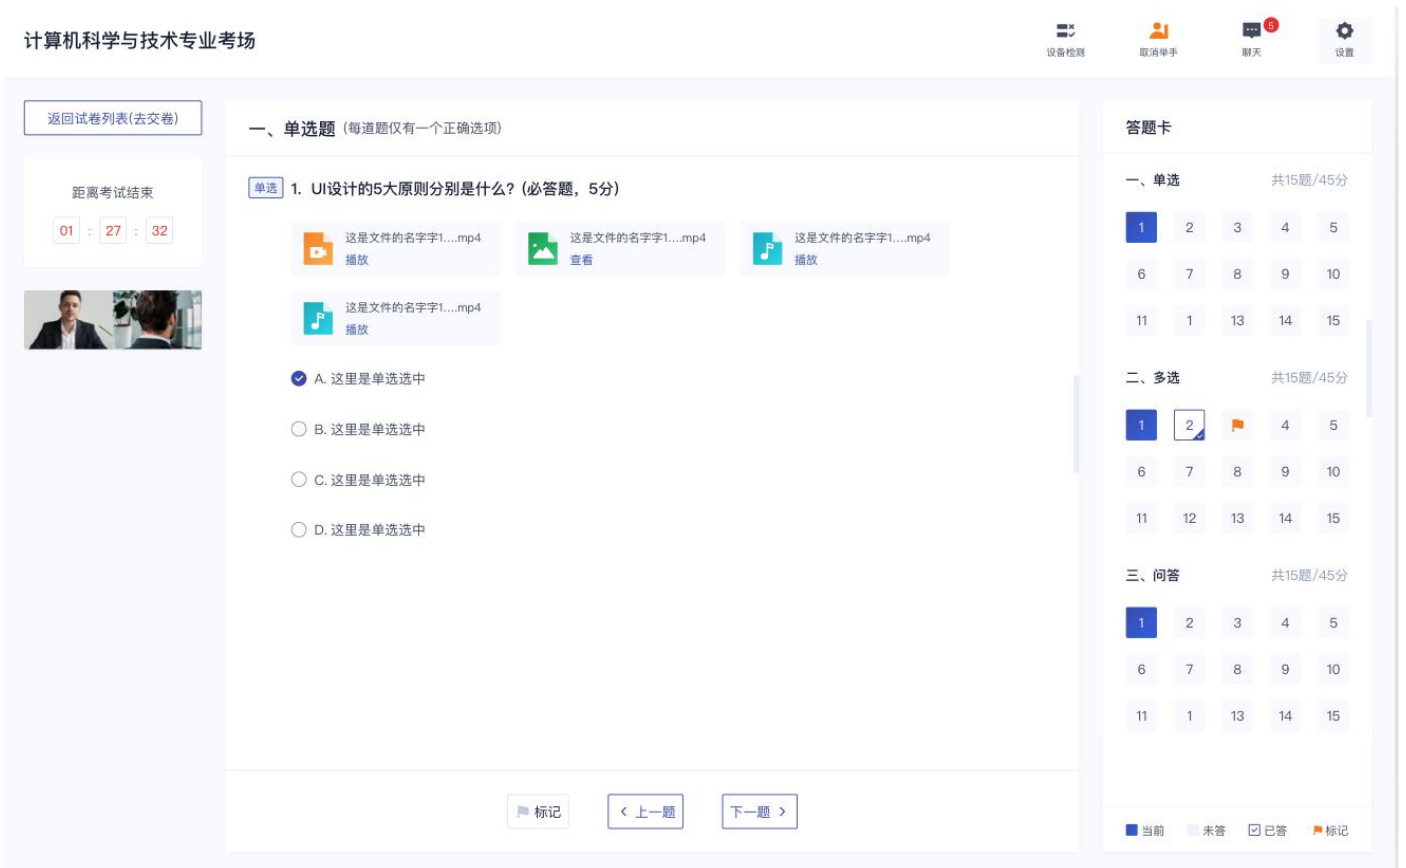 计算机科学与技术专业考场
设备检测 取消举手 聊天 5 设置
返回试卷列表(去交卷)
距离考试结束
01 : 27 : 32
一、单选题 (每道题仅有一个正确选项)
单选 1. UI设计的5大原则分别是什么? (必答题，5分)
这是文件的名字字1....mp4
播放
这是文件的名字字1....mp4
查看
这是文件的名字字1....mp4
播放
这是文件的名字字1....mp4
播放
A. 这里是单选选中
B. 这里是单选选中
C. 这里是单选选中
D. 这里是单选选中
标记 上一题 下一题
答题卡
一、单选 共15题/45分
1 2 3 4 5
6 7 8 9 10
11 1 13 14 15
二、多选 共15题/45分
1 2 4 5
6 7 8 9 10
11 12 13 14 15
三、问答 共15题/45分
1 2 3 4 5
6 7 8 9 10
11 1 13 14 15
当前 未答 已答 标记